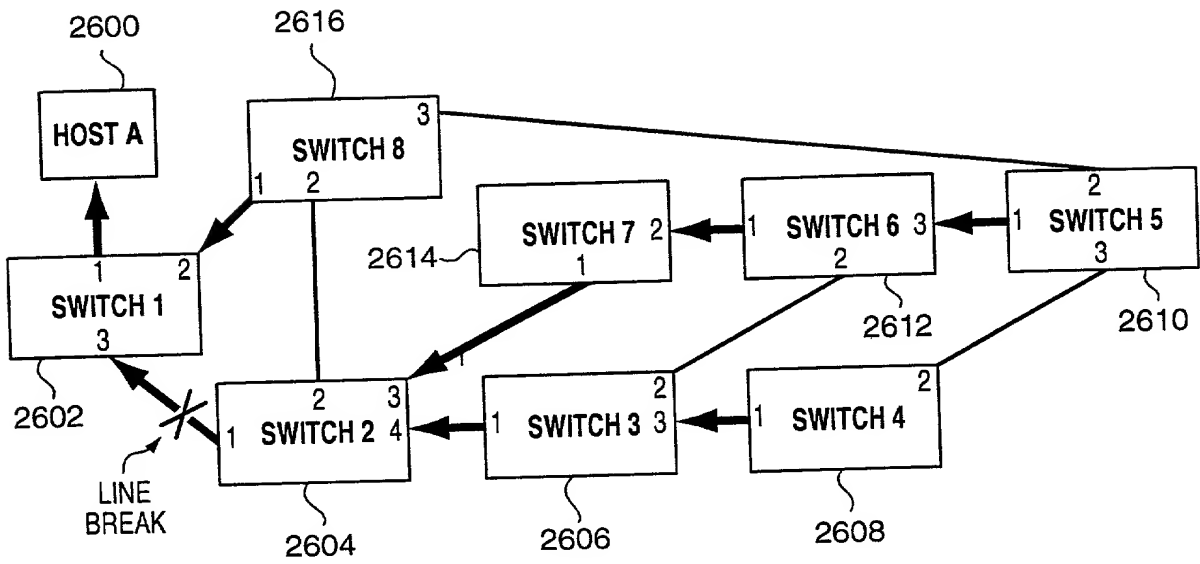 2600
2616
HOST A
SWITCH 8
3
1
2
SWITCH 7
2
1
2614
1
SWITCH 6
3
2
2612
2
1
SWITCH 5
3
2610
1
2
SWITCH 1
3
2602
LINE
BREAK
2
3
1
SWITCH 2
4
2604
2
1
SWITCH 3
3
2606
2
1
SWITCH 4
2608